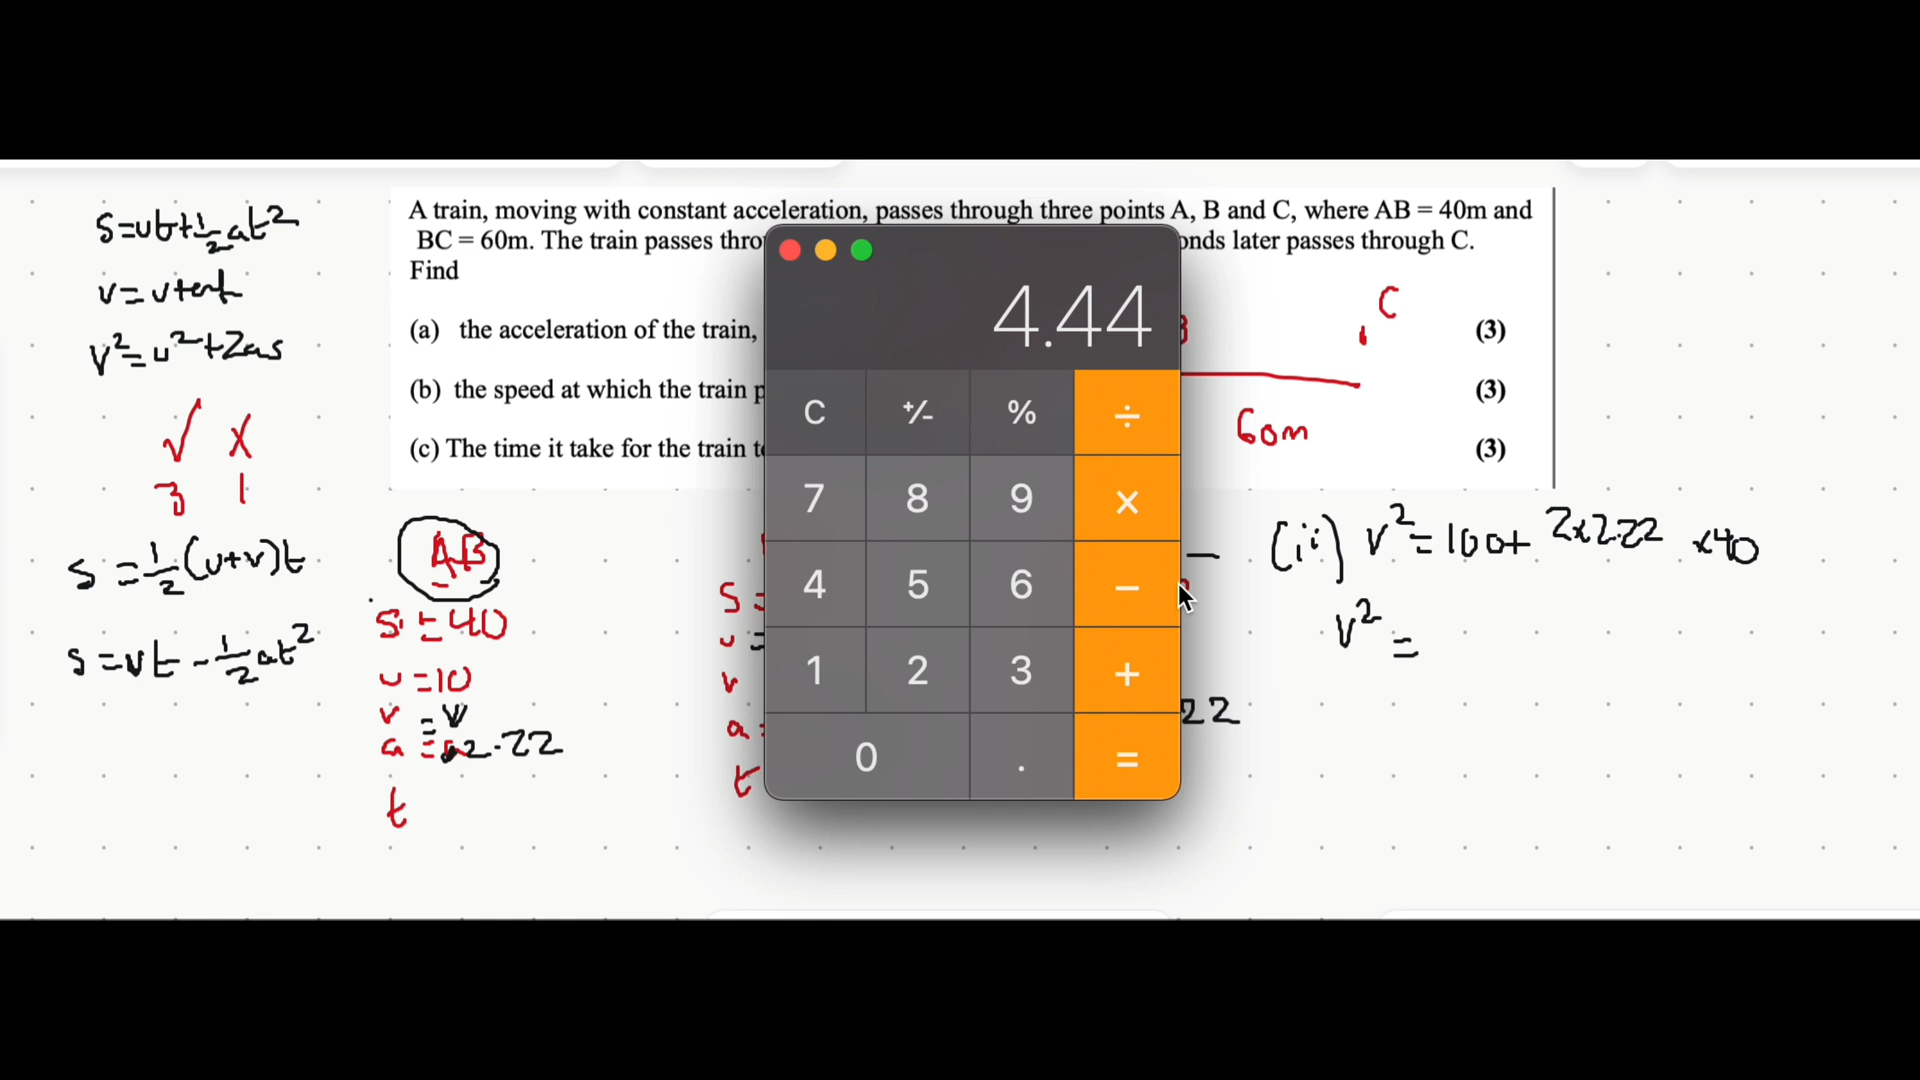 s=ut+½at²
v=u+at
v²=u²+2as
✓ X
3 1
s=½(u+v)t
s=vt-½at²
A train, moving with constant acceleration, passes through three points A, B and C, where AB = 40m and
BC = 60m. The train passes
onds later passes through C.
Find
(a) the acceleration of the train, (3)
(b) the speed at which the train (3)
(c) The time it take for the train (3)
C
60m
AB
s=40
u=10
v=v
a=2.22
t
s=
u=
v
a
t
22
(ii) v²=100+ 2x2.22 x40
v²=
4.44
C +/- % ÷
7 8 9 ×
4 5 6 −
1 2 3 +
0 . =